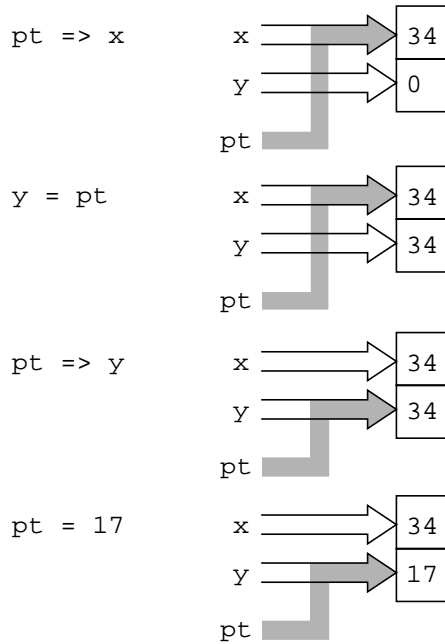 pt => x x 34
y 0
pt
y = pt x 34
y 34
pt
pt => y x 34
y 34
pt
pt = 17 x 34
y 17
pt